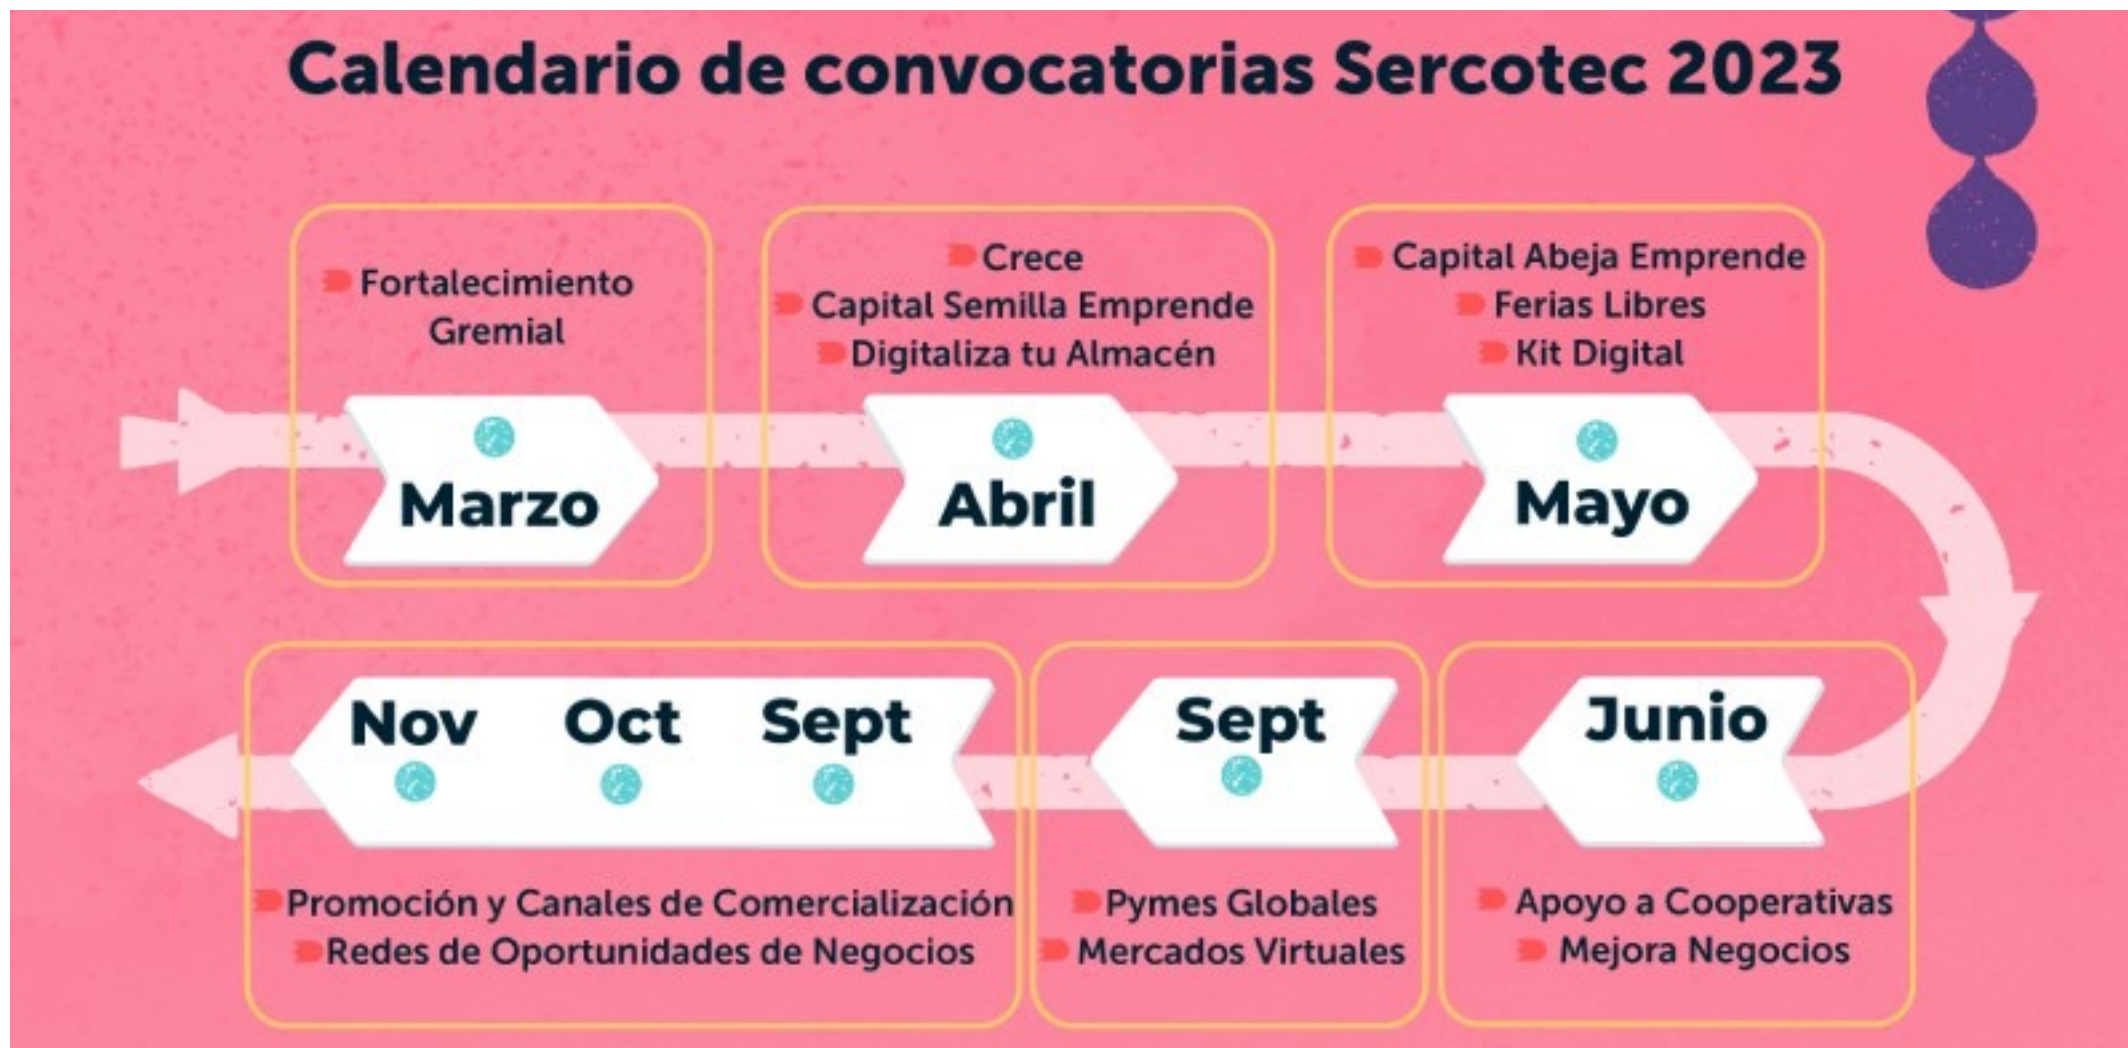 Calendario de convocatorias Sercotec 2023
Fortalecimiento
Gremial
Marzo
Crece
Capital Semilla Emprende
Digitaliza tu Almacén
Abril
Capital Abeja Emprende
Ferias Libres
Kit Digital
Mayo
Junio
Apoyo a Cooperativas
Mejora Negocios
Sept
Pymes Globales
Mercados Virtuales
Nov Oct Sept
Promoción y Canales de Comercialización
Redes de Oportunidades de Negocios